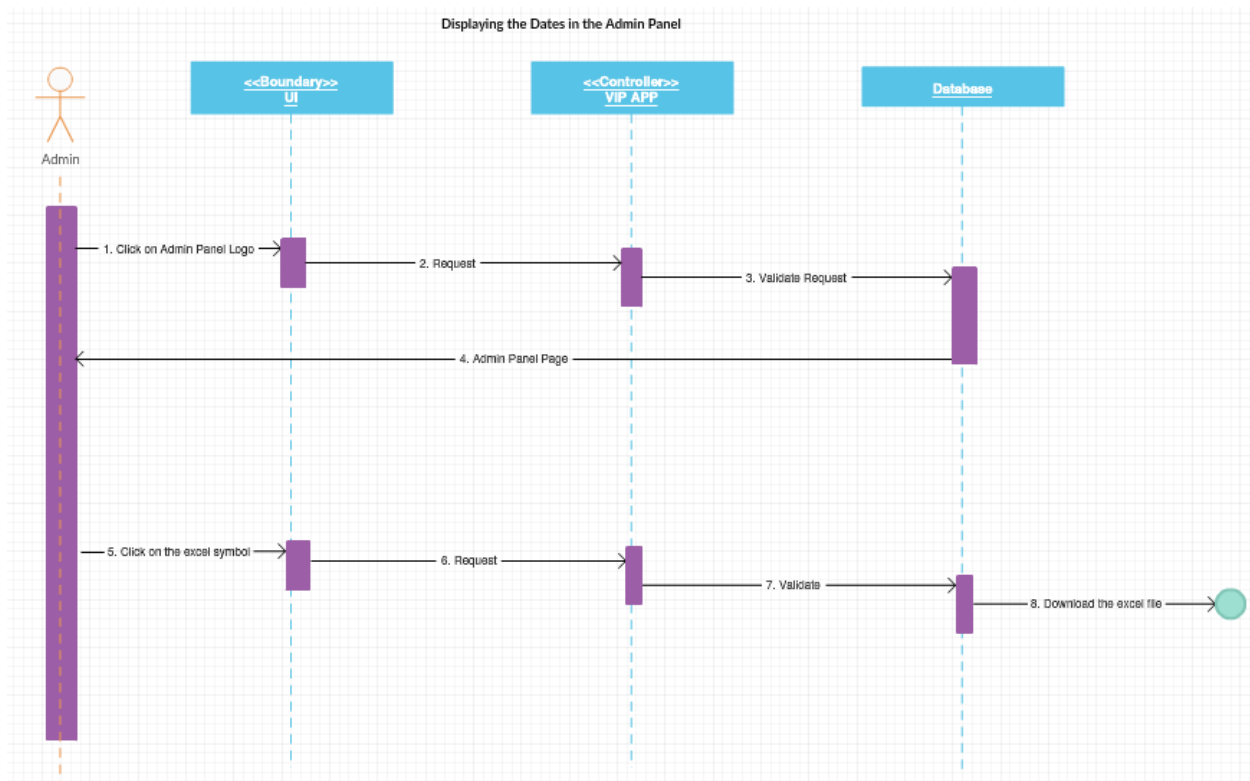 Displaying the Dates in the Admin Panel
<<Boundary>>
UI
<<Controller>>
VIP APP
Database
Admin
1. Click on Admin Panel Logo
2. Request
3. Validate Request
4. Admin Panel Page
5. Click on the excel symbol
6. Request
7. Validate
8. Download the excel file